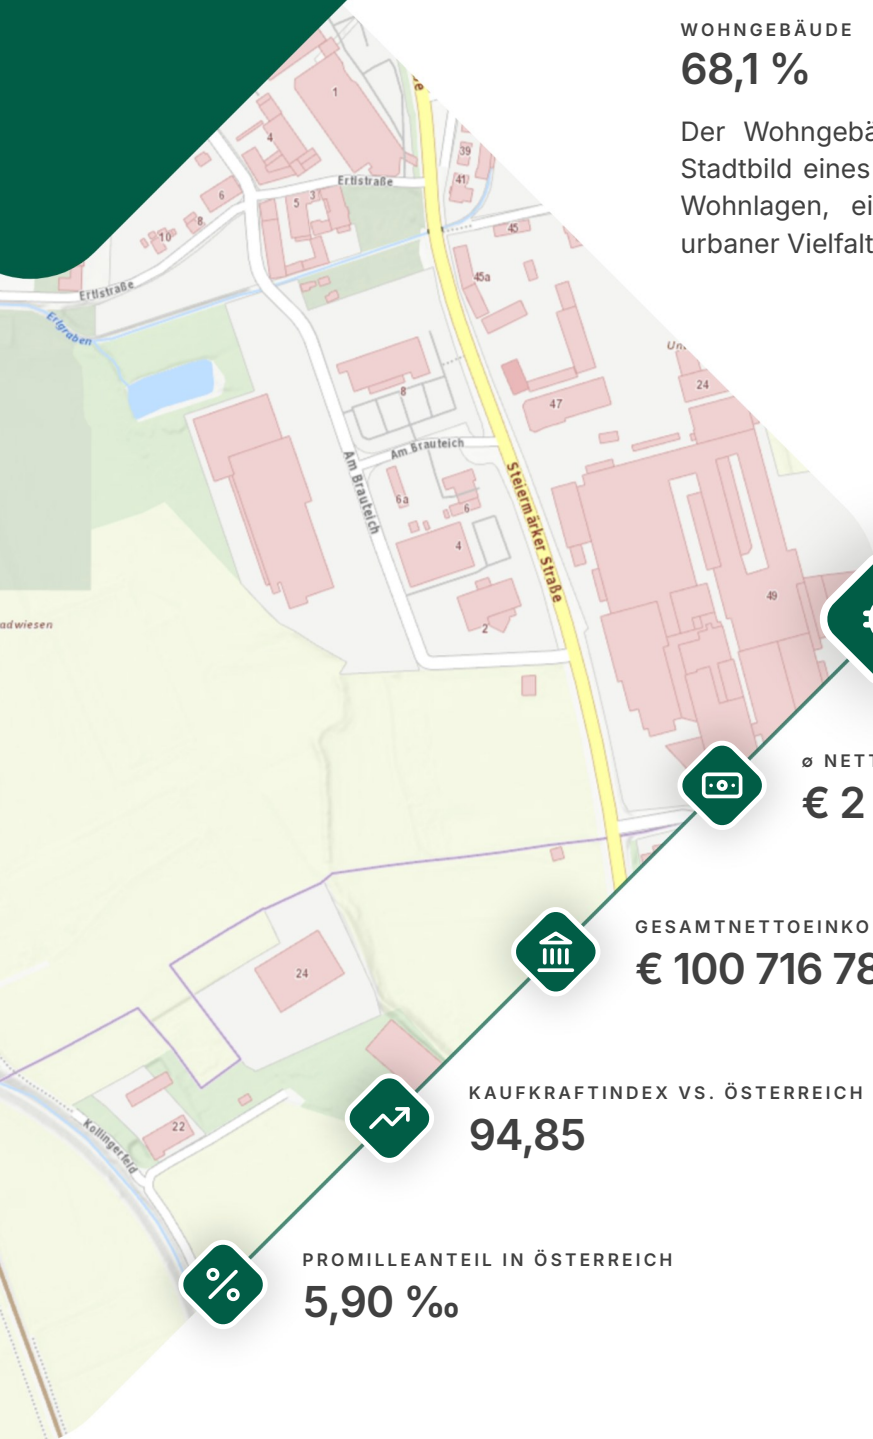 WOHNGEBÄUDE
68,1 %
Der Wohngebä
Stadtbild eines
Wohnlagen, ei
urbaner Vielfalt
1
4
39
41
Ertlstraße
6
5
3
8
10
45
45a
Ertlstraße
Erlgraben
8
47
24
Am Brauteich
Am Brauteich
Steiermärker Straße
6a
6
4
2
49
adwiesen
ø NETT
€ 2
GESAMTNETTOEINKO
€ 100 716 78
24
KAUFKRAFTINDEX VS. ÖSTERREICH
94,85
22
Kollingerfeld
PROMILLEANTEIL IN ÖSTERREICH
5,90 ‰